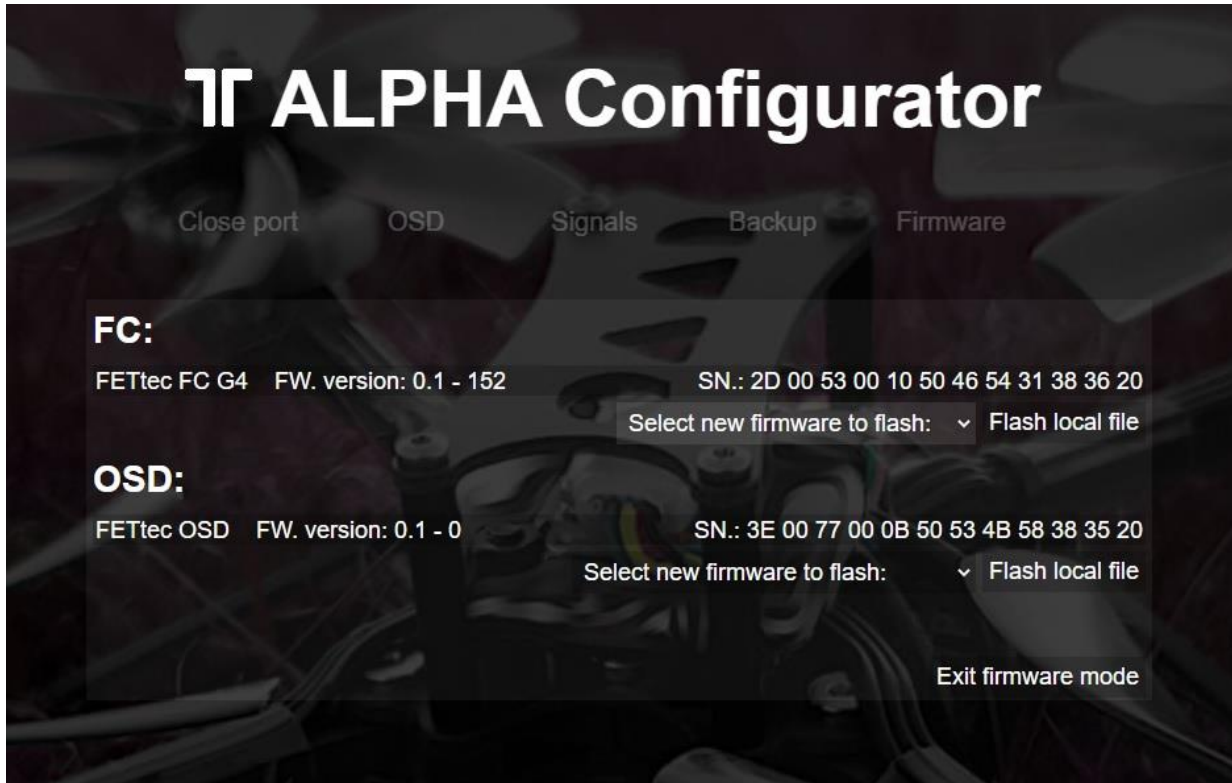 ALPHA Configurator
Close port OSD Signals Backup Firmware
FC:
FETtec FC G4 FW. version: 0.1 - 152 SN.: 2D 00 53 00 10 50 46 54 31 38 36 20
Select new firmware to flash: Flash local file
OSD:
FETtec OSD FW. version: 0.1 - 0 SN.: 3E 00 77 00 0B 50 53 4B 58 38 35 20
Select new firmware to flash: Flash local file
Exit firmware mode